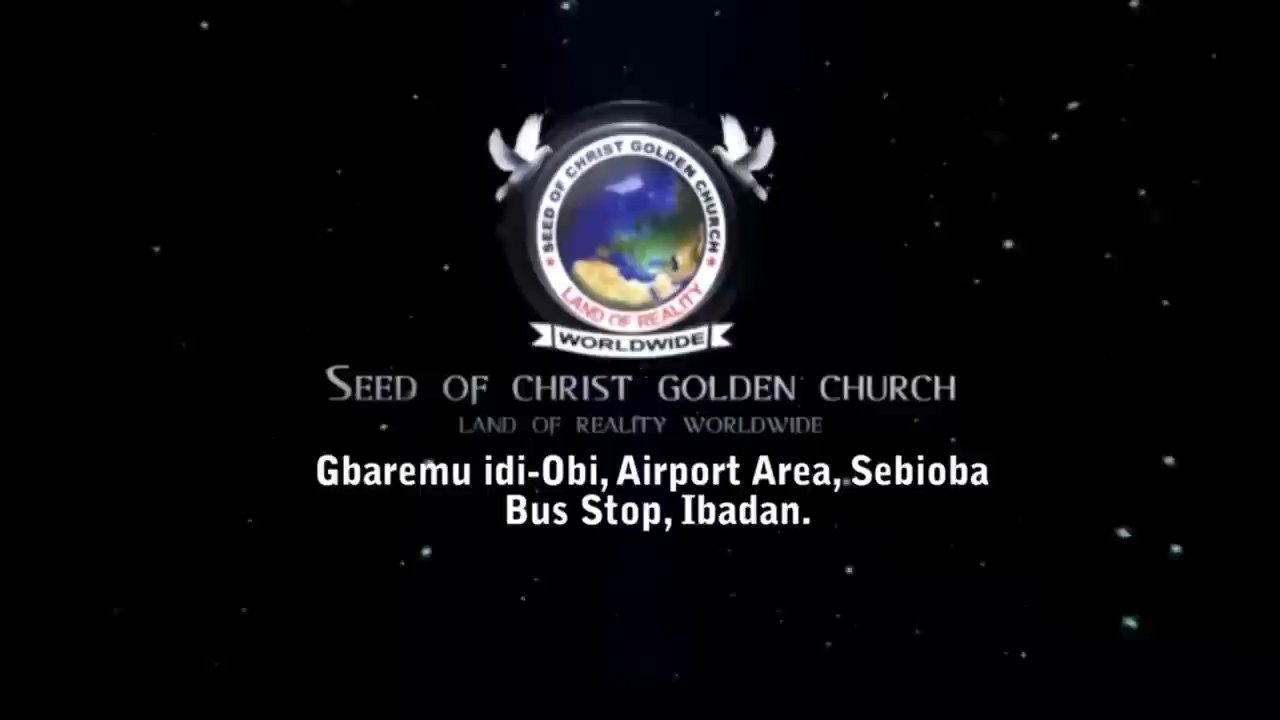 SEED OF CHRIST GOLDEN CHURCH
LAND OF REALITY
WORLDWIDE
SEED OF CHRIST GOLDEN CHURCH
LAND OF REALITY WORLDWIDE
Gbaremu idi-Obi, Airport Area, Sebioba
Bus Stop, Ibadan.